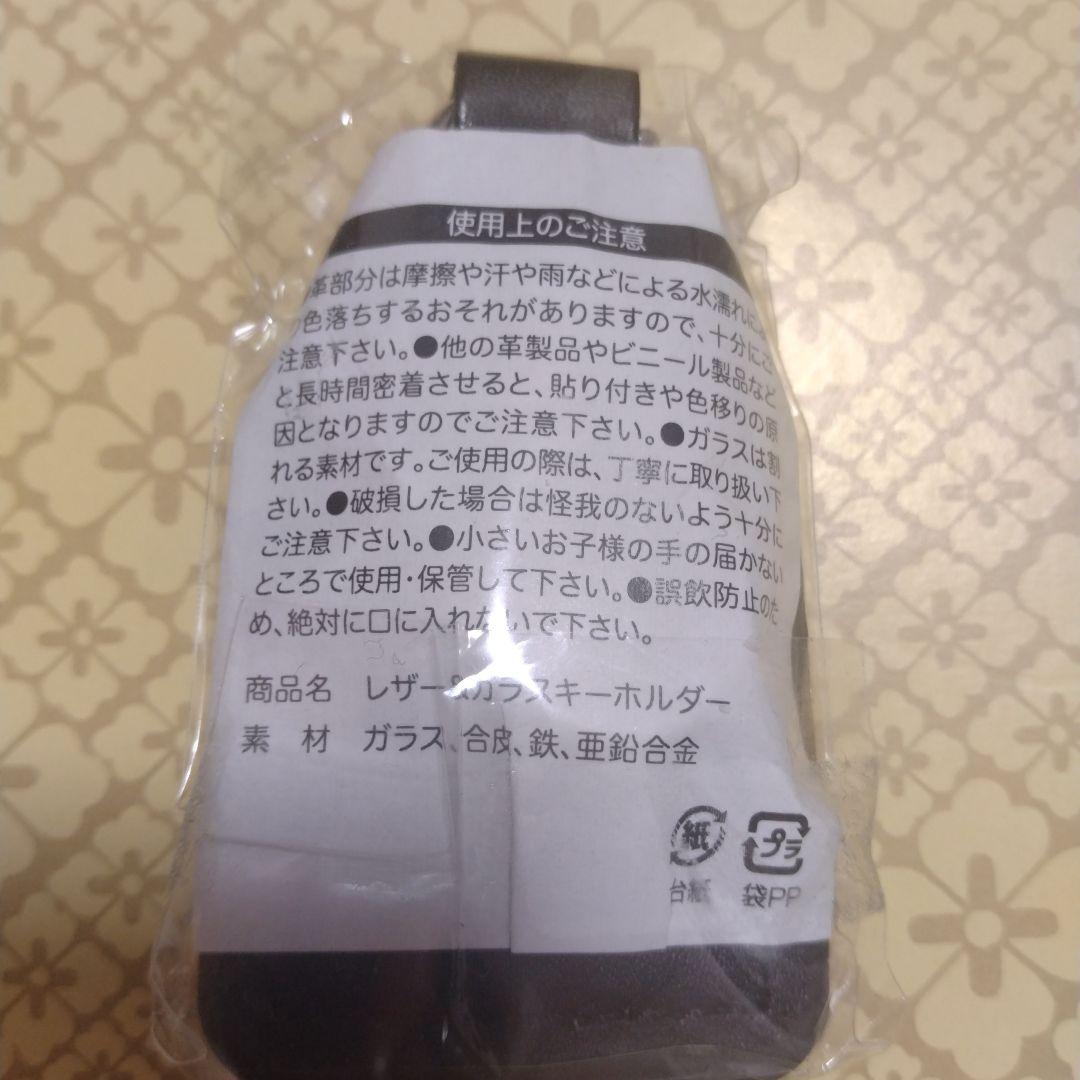 使用上のご注意
革部分は摩擦や汗や雨などによる水濡れに
色落ちするおそれがありますので、十分にご
注意下さい。●他の革製品やビニール製品など
と長時間密着させると、貼り付きや色移りの原
因となりますのでご注意下さい。●ガラスは割
れる素材です。ご使用の際は、丁寧に取り扱い下
さい。●破損した場合は怪我のないよう十分に
ご注意下さい。●小さいお子様の手の届かない
ところで使用・保管して下さい。●誤飲防止のた
め、絶対に口に入れないで下さい。
商品名 レザー&ガラスキーホルダー
素 材 ガラス、合皮、鉄、亜鉛合金
紙 プラ
台紙 袋PP